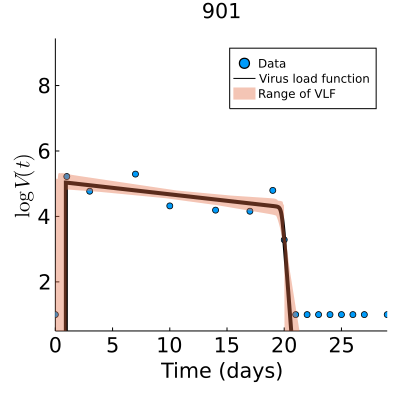 901
Data
Virus load function
Range of VLF
log V(t)
8
6
4
2
0 5 10 15 20 25
Time (days)